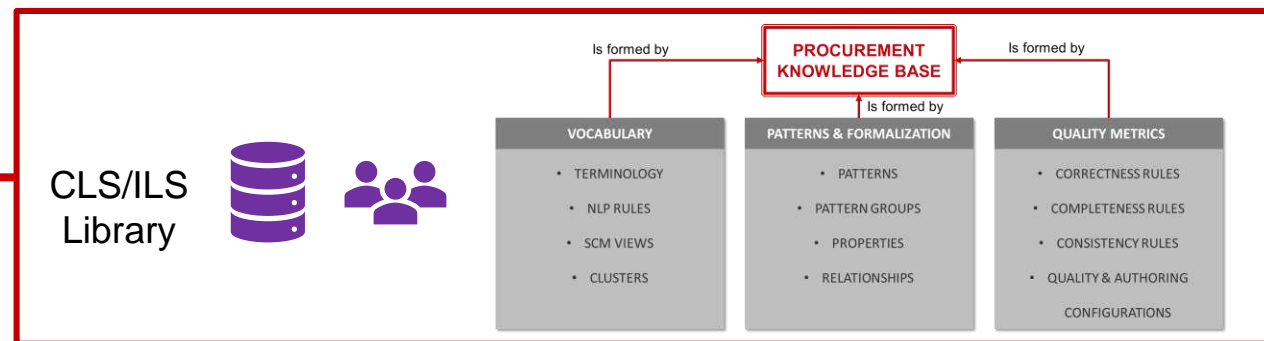 CLS/ILS
Library
Is formed by
PROCUREMENT
KNOWLEDGE BASE
Is formed by
Is formed by
VOCABULARY
• TERMINOLOGY
• NLP RULES
• SCM VIEWS
• CLUSTERS
PATTERNS & FORMALIZATION
• PATTERNS
• PATTERN GROUPS
• PROPERTIES
• RELATIONSHIPS
QUALITY METRICS
• CORRECTNESS RULES
• COMPLETENESS RULES
• CONSISTENCY RULES
• QUALITY & AUTHORING
CONFIGURATIONS